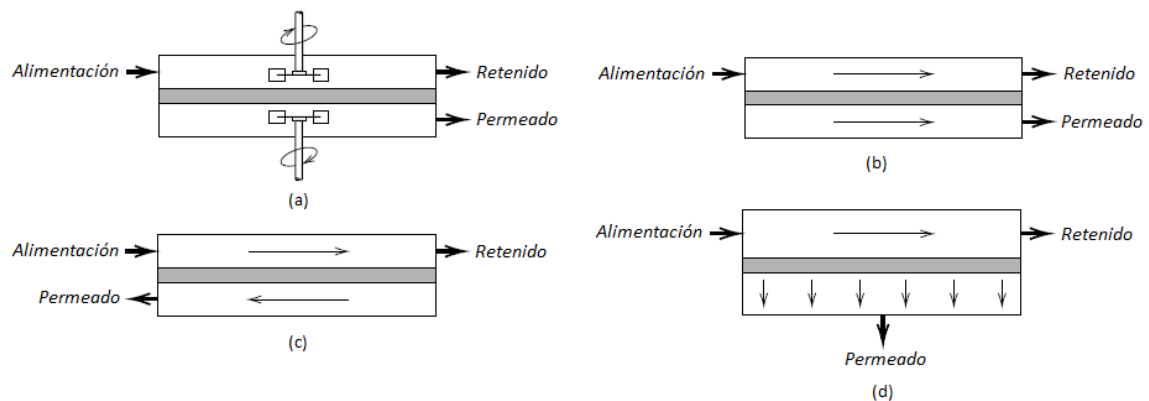 Alimentación
Retenido
Permeado
(a)
Alimentación
Retenido
Permeado
(b)
Alimentación
Retenido
Permeado
(c)
Alimentación
Retenido
Permeado
(d)